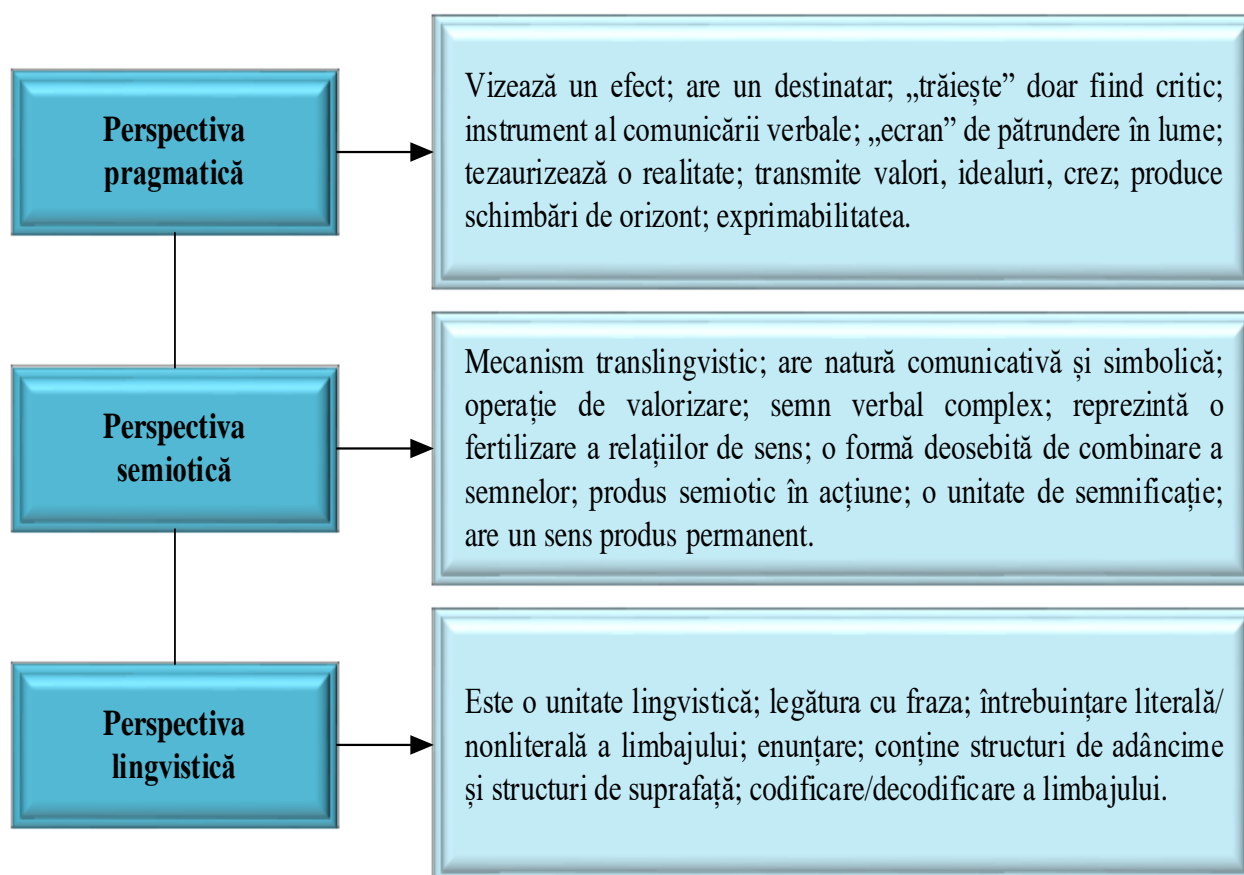 Perspectiva
pragmatică
Vizează un efect; are un destinatar; „trăiește” doar fiind critic;
instrument al comunicării verbale; „ecran” de pătrundere în lume;
tezaurizează o realitate; transmite valori, idealuri, crez; produce
schimbări de orizont; exprimabilitatea.
Perspectiva
semiotică
Mecanism translingvistic; are natură comunicativă și simbolică;
operație de valorizare; semn verbal complex; reprezintă o
fertilizare a relațiilor de sens; o formă deosebită de combinare a
semnelor; produs semiotic în acțiune; o unitate de semnificație;
are un sens produs permanent.
Perspectiva
lingvistică
Este o unitate lingvistică; legătura cu fraza; întrebuințare literală/
nonliterală a limbajului; enunțare; conține structuri de adâncime
și structuri de suprafață; codificare/decodificare a limbajului.